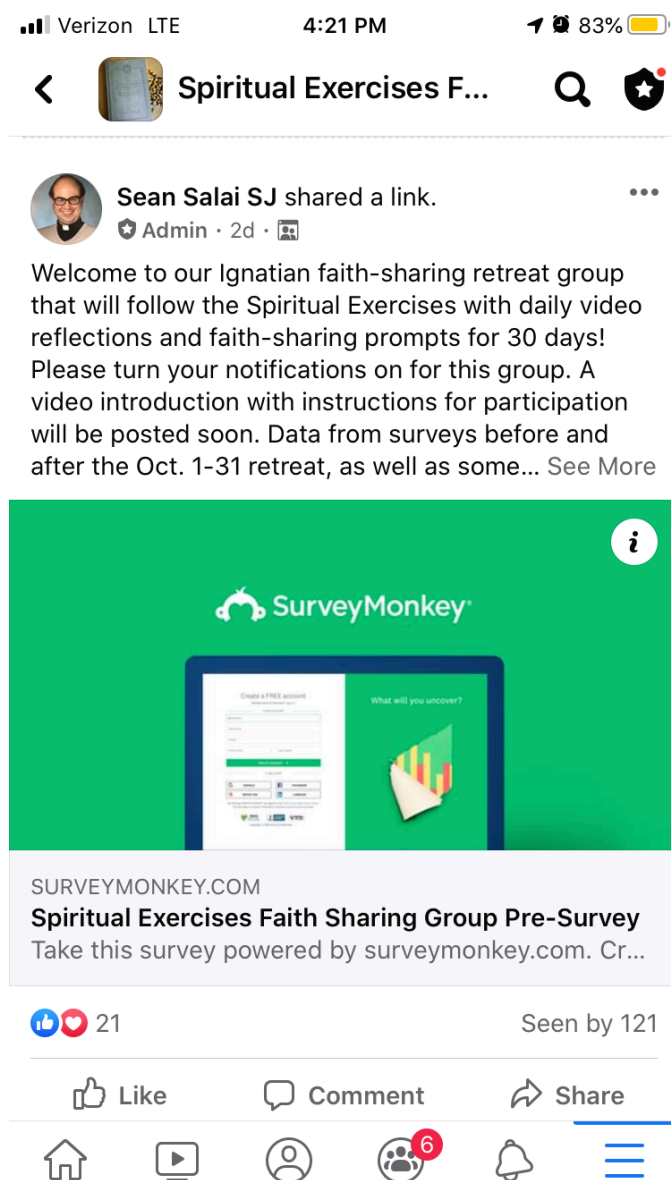 Verizon LTE 4:21 PM 83%
Spiritual Exercises F...
Sean Salai SJ shared a link.
Admin · 2d ·
Welcome to our Ignatian faith-sharing retreat group
that will follow the Spiritual Exercises with daily video
reflections and faith-sharing prompts for 30 days!
Please turn your notifications on for this group. A
video introduction with instructions for participation
will be posted soon. Data from surveys before and
after the Oct. 1-31 retreat, as well as some... See More
i
SurveyMonkey
Create a FREE account
What will you uncover?
SURVEYMONKEY.COM
Spiritual Exercises Faith Sharing Group Pre-Survey
Take this survey powered by surveymonkey.com. Cr...
21 Seen by 121
Like Comment Share
6